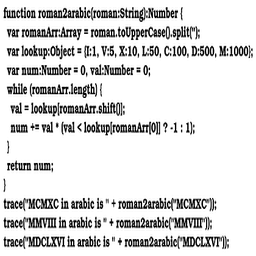 function roman2arabic(roman:String):Number {
var romanArr:Array = roman.toUpperCase().split('');
var lookup:Object = {I:1, V:5, X:10, L:50, C:100, D:500, M:1000};
var num:Number = 0, val:Number = 0;
while (romanArr.length) {
val = lookup[romanArr.shift()];
num += val * (val < lookup[romanArr[0]] ? -1 : 1);
}
return num;
}
trace("MCMXC in arabic is " + roman2arabic("MCMXC"));
trace("MMVIII in arabic is " + roman2arabic("MMVIII"));
trace("MDCLXVI in arabic is " + roman2arabic("MDCLXVI"));